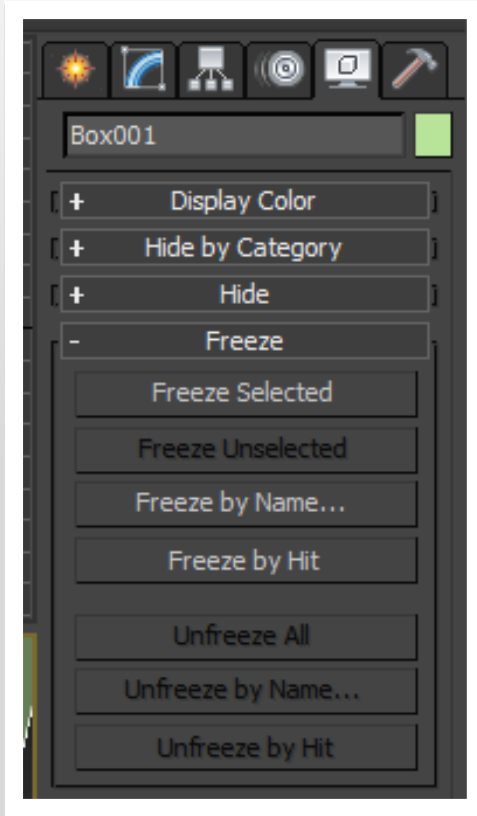 Box001
+ Display Color
+ Hide by Category
+ Hide
- Freeze
Freeze Selected
Freeze Unselected
Freeze by Name...
Freeze by Hit
Unfreeze All
Unfreeze by Name...
Unfreeze by Hit